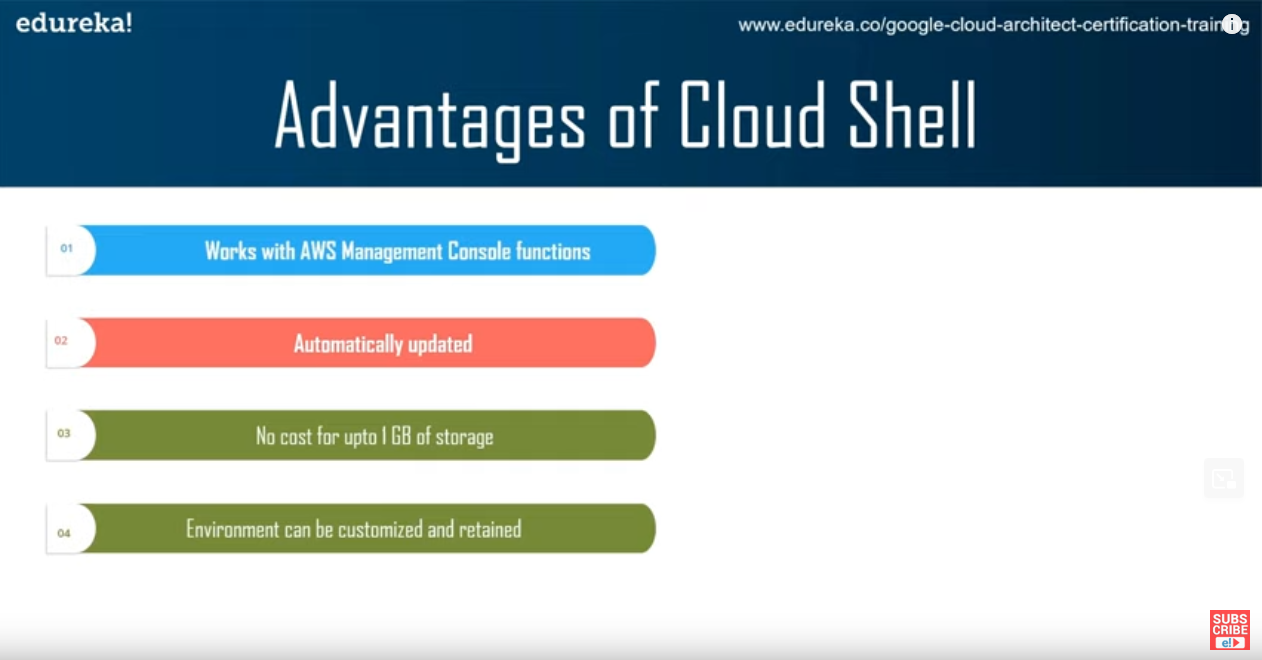 edureka!
www.edureka.co/google-cloud-architect-certification-training
Advantages of Cloud Shell
01
Works with AWS Management Console functions
02
Automatically updated
03
No cost for upto 1 GB of storage
04
Environment can be customized and retained
SUBS
CRIBE
e!